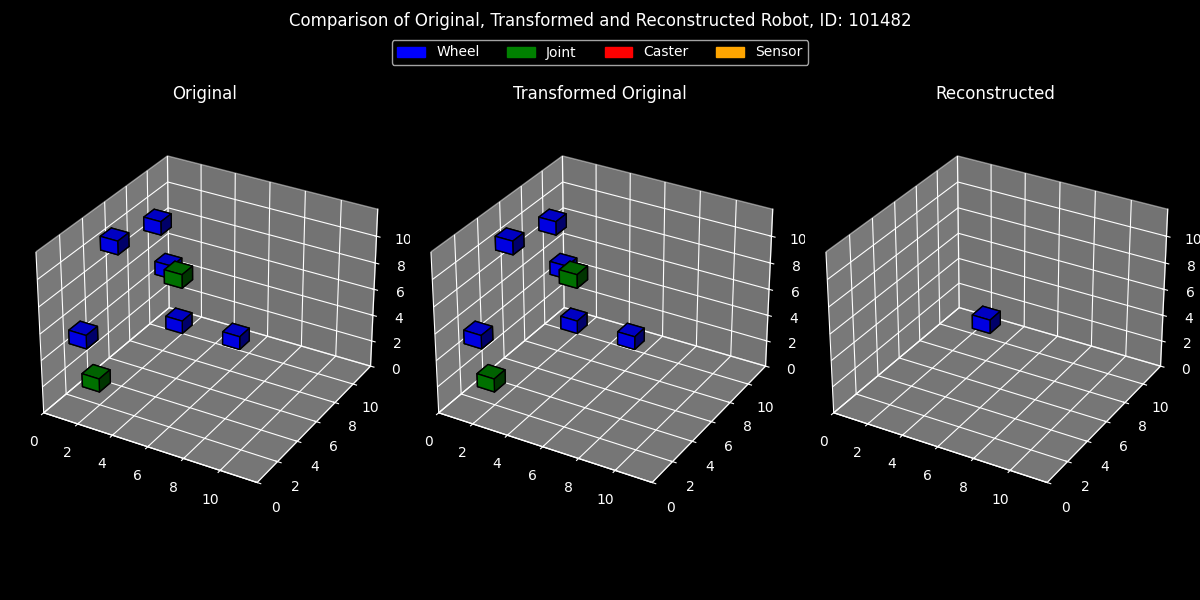 Comparison of Original, Transformed and Reconstructed Robot, ID: 101482
Wheel Joint Caster Sensor
Original
Transformed Original
Reconstructed
0 2 4 6 8 10
0 2 4 6 8 10
0 2 4 6 8 10
0 2 4 6 8 10
0 2 4 6 8 10
0 2 4 6 8 10
0 2 4 6 8 10
0 2 4 6 8 10
0 2 4 6 8 10